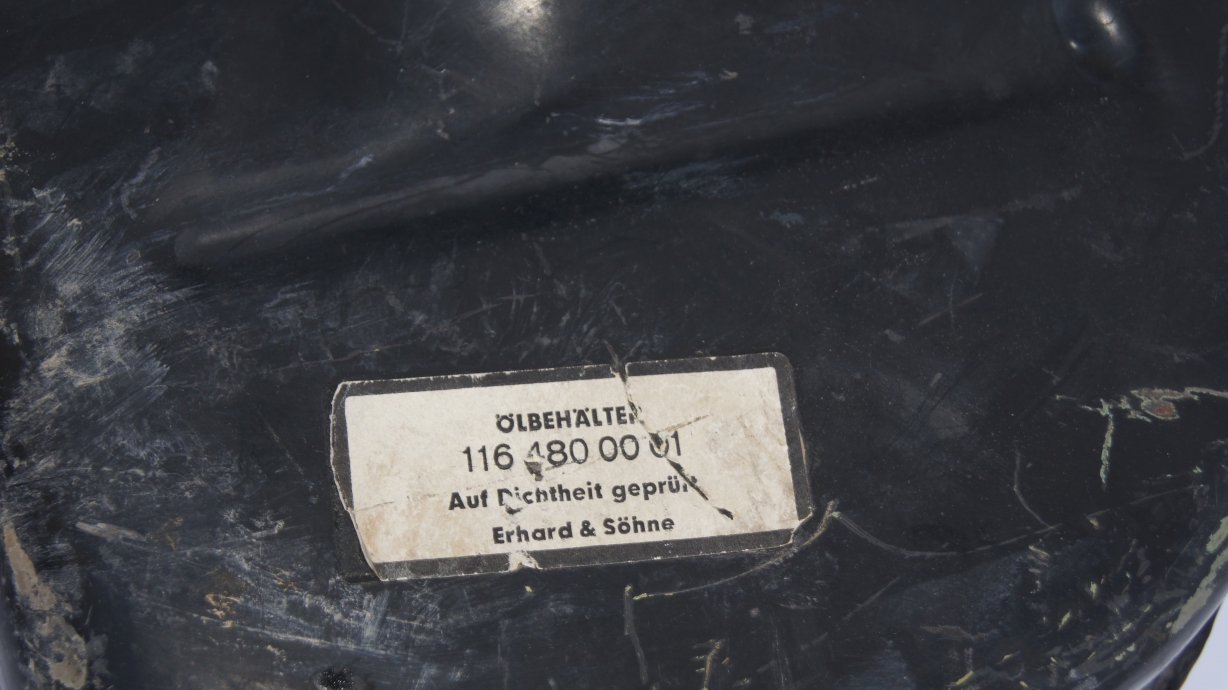 ÖLBEHÄLTER
116 480 00 01
Auf Dichtheit geprüft
Erhard & Söhne